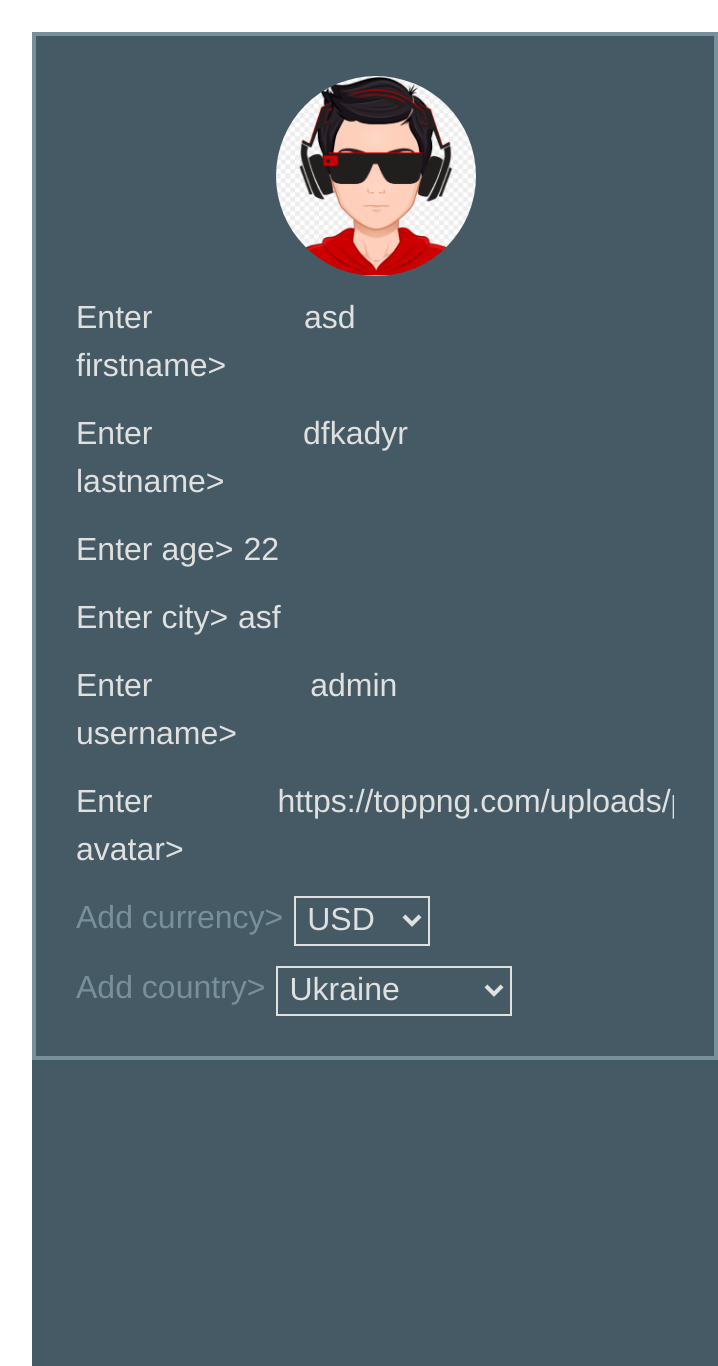 Enter asd
firstname>
Enter dfkadyr
lastname>
Enter age> 22
Enter city> asf
Enter admin
username>
Enter https://toppng.com/uploads/
avatar>
Add currency> USD
Add country> Ukraine